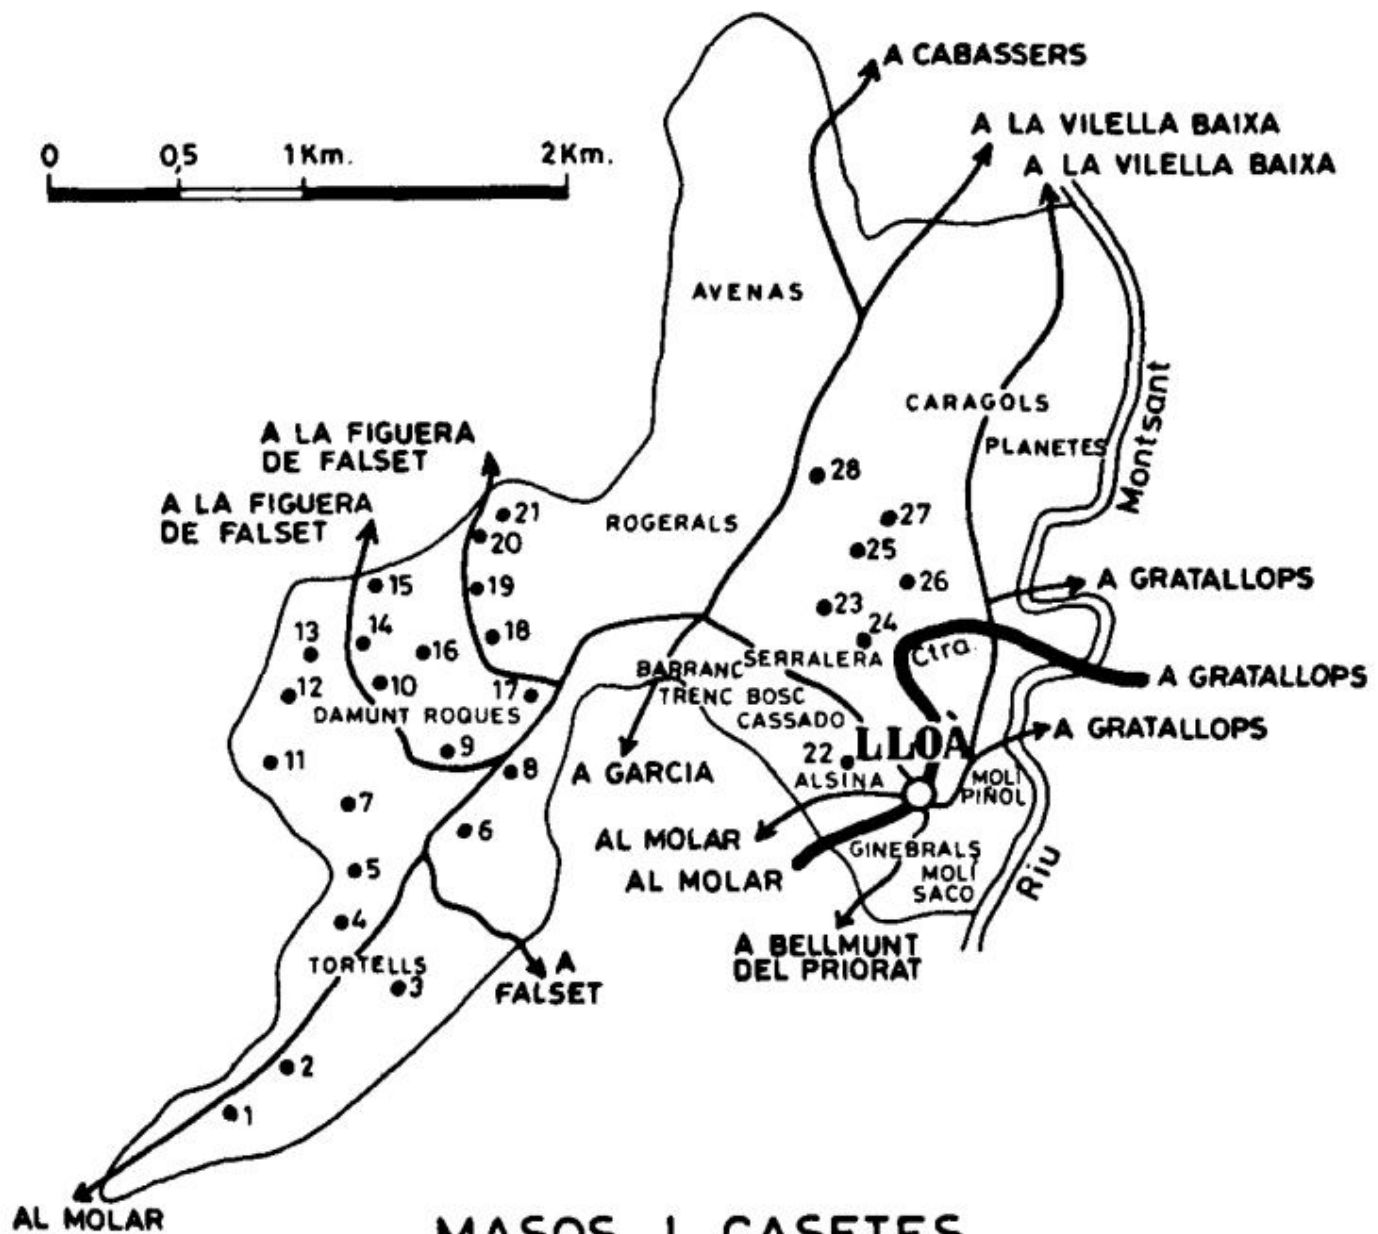 A CABASSERS
A LA VILELLA BAIXA
0 0,5 1Km. 2Km.
A LA VILELLA BAIXA
AVENAS
Montsant
CARAGOLS
A LA FIGUERA
DE FALSET
PLANETES
28
A LA FIGUERA
DE FALSET
21
ROGERALS
27
20
25
15
19
26
A GRATALLOPS
23
13
14
18
24
16
BARRANC
SERRALERA
Ctra.
12
10
17
TRENC BOSC
A GRATALLOPS
DAMUNT ROQUES
CASSADO
LLOÀ
A GRATALLOPS
9
11
8
A GARCIA
22
ALSINA
MOLI
PIÑOL
7
6
AL MOLAR
GINEBRALS
5
AL MOLAR
MOLÍ
SACO
Riu
4
A BELLMUNT
DEL PRIORAT
TORTELLS
A
FALSET
3
2
1
AL MOLAR
MASOS I CASETES